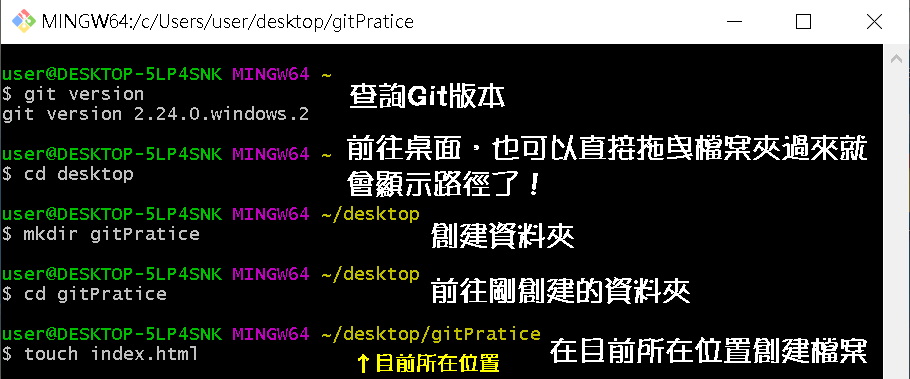 MINGW64:/c/Users/user/desktop/gitPratice
user@DESKTOP-5LP4SNK MINGW64 ~
$ git version
查詢Git版本
git version 2.24.0.windows.2
user@DESKTOP-5LP4SNK MINGW64 ~
前往桌面，也可以直接拖曳檔案夾過來就
$ cd desktop
會顯示路徑了！
user@DESKTOP-5LP4SNK MINGW64 ~/desktop
$ mkdir gitPratice
創建資料夾
user@DESKTOP-5LP4SNK MINGW64 ~/desktop
$ cd gitPratice
前往剛創建的資料夾
user@DESKTOP-5LP4SNK MINGW64 ~/desktop/gitPratice
$ touch index.html
在目前所在位置創建檔案
↑目前所在位置